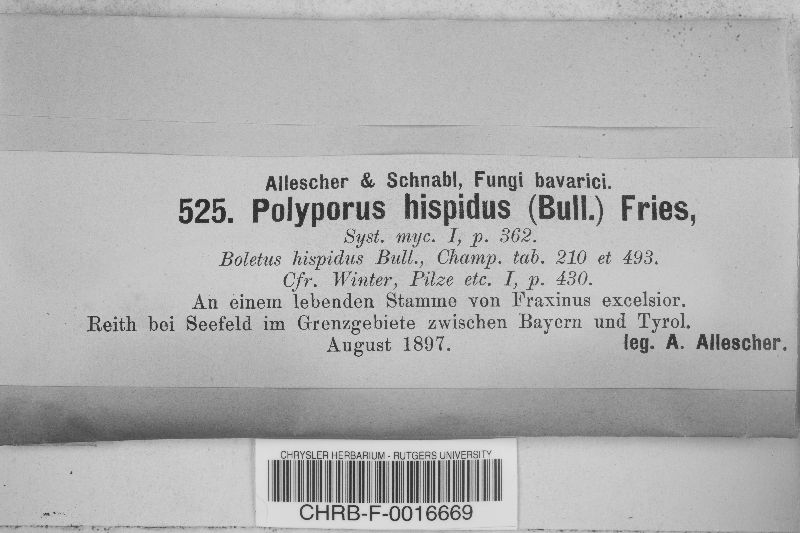 Allescher & Schnabl, Fungi bavarici.
525. Polyporus hispidus (Bull.) Fries,
Syst. myc. I, p. 362.
Boletus hispidus Bull., Champ. tab. 210 et 493.
Cfr. Winter, Pilze etc. I, p. 430.
An einem lebenden Stamme von Fraxinus excelsior.
Reith bei Seefeld im Grenzgebiete zwischen Bayern und Tyrol.
August 1897. leg. A. Allescher.
CHRYSLER HERBARIUM - RUTGERS UNIVERSITY
CHRB-F-0016669